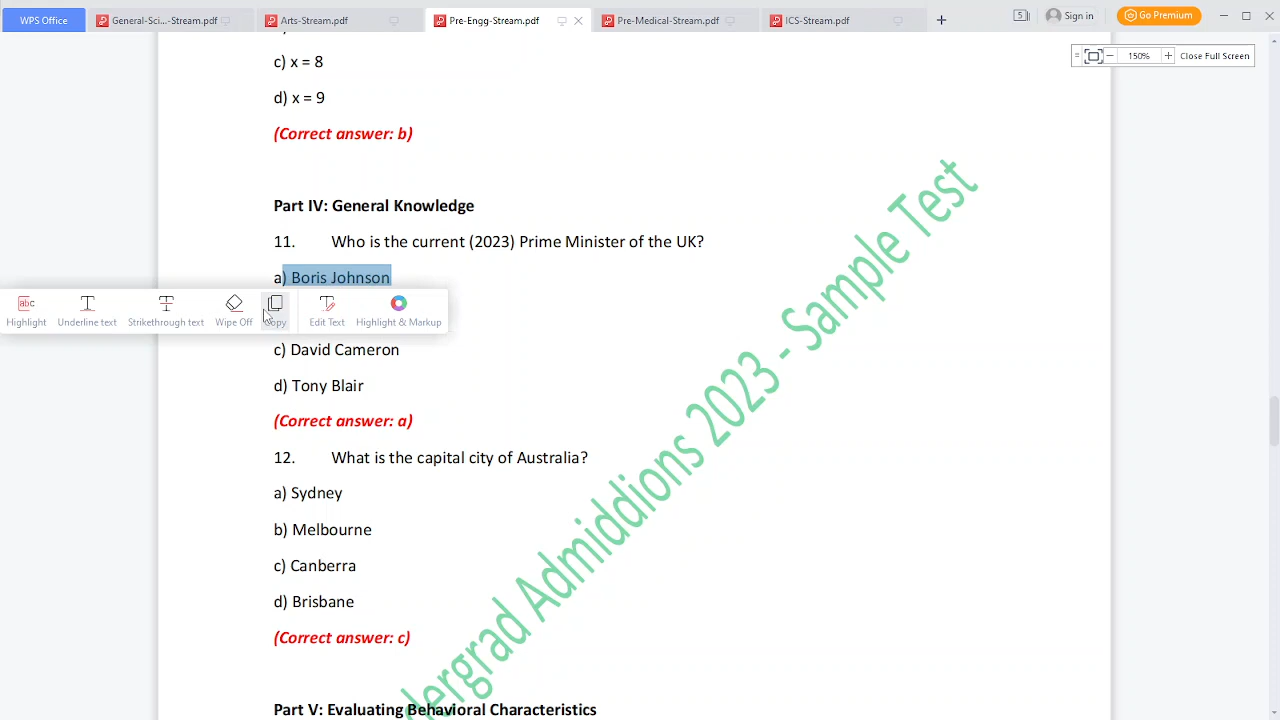 WPS Office
General-Sci...-Stream.pdf
Arts-Stream.pdf
Pre-Engg-Stream.pdf
Pre-Medical-Stream.pdf
ICS-Stream.pdf
5
Sign in
Go Premium
150%
Close Full Screen
c) x = 8
d) x = 9
(Correct answer: b)
Part IV: General Knowledge
11. Who is the current (2023) Prime Minister of the UK?
a) Boris Johnson
abc
Highlight
Underline text
Strikethrough text
Wipe Off
Copy
Edit Text
Highlight & Markup
c) David Cameron
d) Tony Blair
(Correct answer: a)
12. What is the capital city of Australia?
a) Sydney
b) Melbourne
c) Canberra
d) Brisbane
(Correct answer: c)
Part V: Evaluating Behavioral Characteristics
dergrad Admiddions 2023 - Sample Test